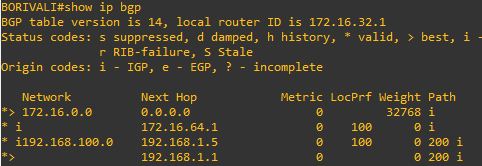 BORIVALI#show ip bgp
BGP table version is 14, local router ID is 172.16.32.1
Status codes: s suppressed, d damped, h history, * valid, > best, i -
              r RIB-failure, S Stale
Origin codes: i - IGP, e - EGP, ? - incomplete

   Network          Next Hop            Metric LocPrf Weight Path
*> 172.16.0.0       0.0.0.0                  0         32768 i
* i                 172.16.64.1              0    100      0 i
* i192.168.100.0    192.168.1.5              0    100      0 200 i
*>                  192.168.1.1              0             0 200 i